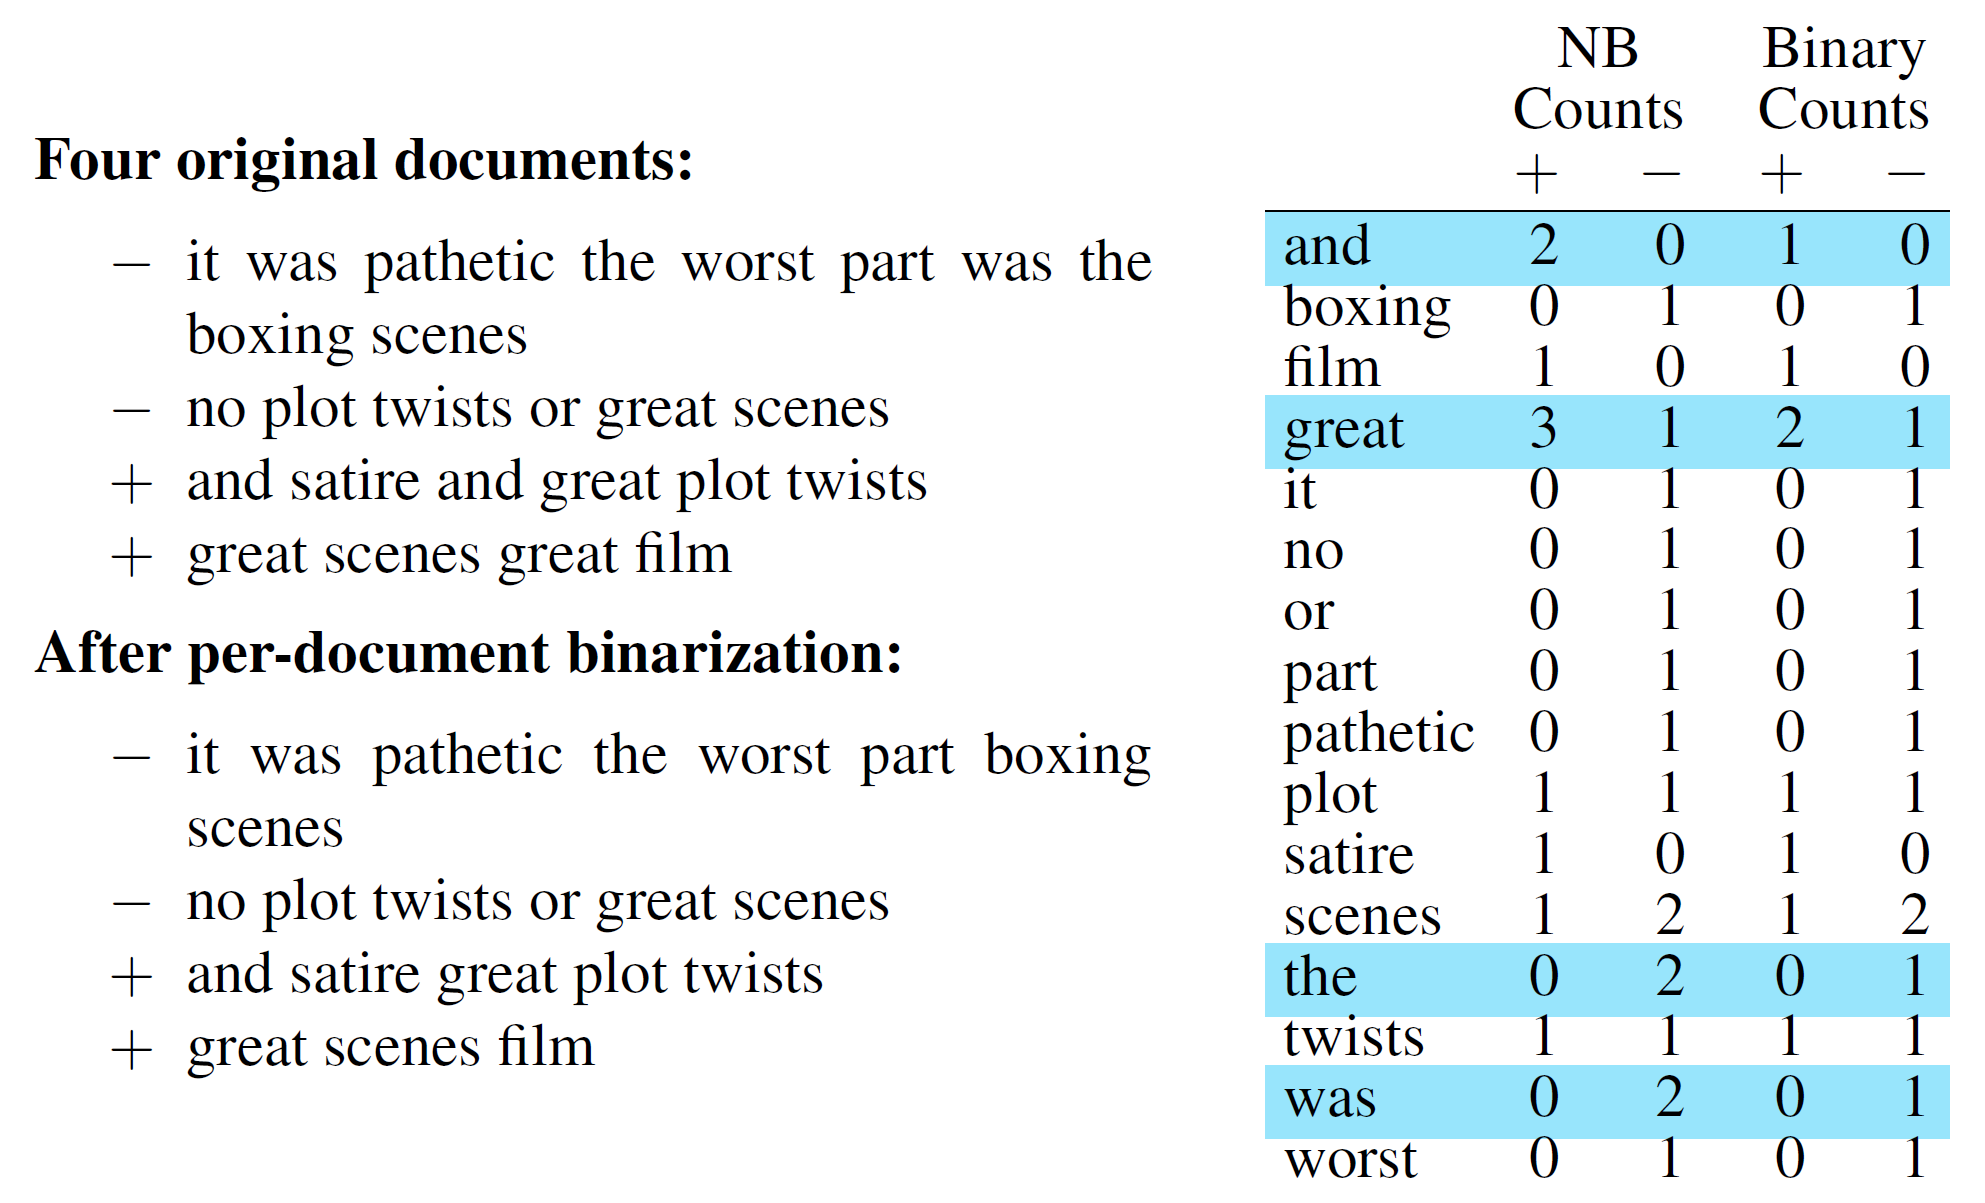 Four original documents:
− it was pathetic the worst part was the
boxing scenes
− no plot twists or great scenes
+ and satire and great plot twists
+ great scenes great film
After per-document binarization:
− it was pathetic the worst part boxing
scenes
− no plot twists or great scenes
+ and satire great plot twists
+ great scenes film
NB Binary
Counts Counts
+ − + −
and 2 0 1 0
boxing 0 1 0 1
film 1 0 1 0
great 3 1 2 1
it 0 1 0 1
no 0 1 0 1
or 0 1 0 1
part 0 1 0 1
pathetic 0 1 0 1
plot 1 1 1 1
satire 1 0 1 0
scenes 1 2 1 2
the 0 2 0 1
twists 1 1 1 1
was 0 2 0 1
worst 0 1 0 1